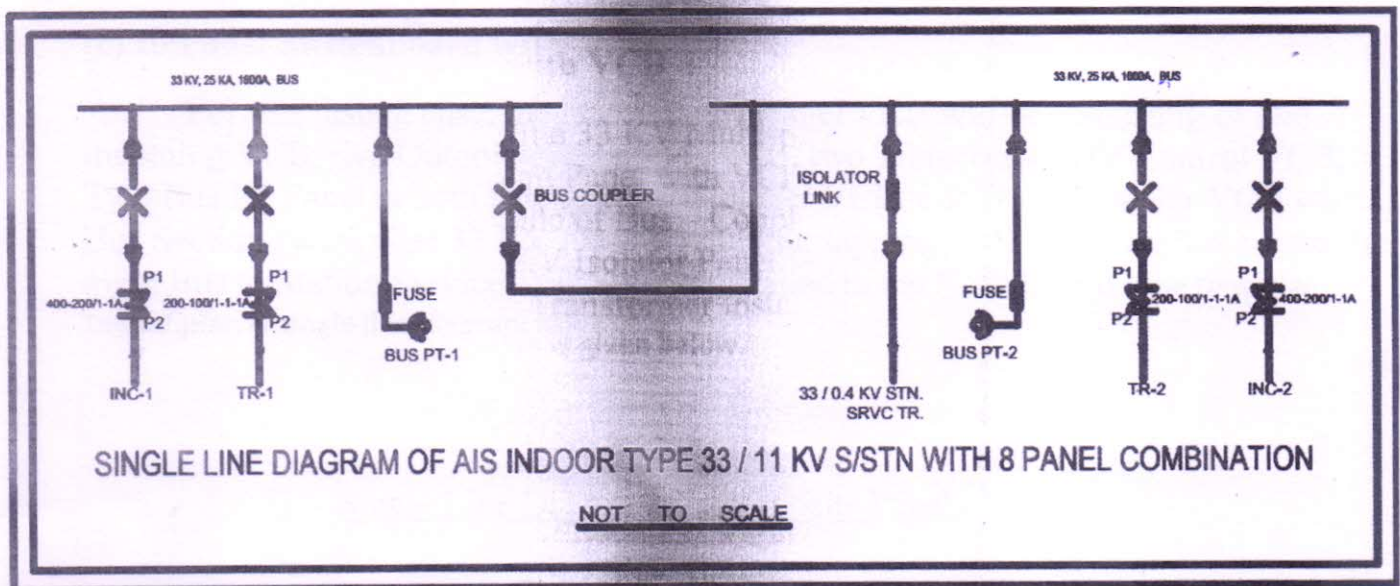 33 KV, 25 KA, 1600A, BUS
33 KV, 25 KA, 1600A, BUS
BUS COUPLER
ISOLATOR
LINK
P1
400-200/1-1A
P2
INC-1
P1
200-100/1-1-1A
P2
TR-1
FUSE
BUS PT-1
33 / 0.4 KV STN.
SRVC TR.
FUSE
BUS PT-2
P1
200-100/1-1-1A
P2
TR-2
P1
400-200/1-1A
P2
INC-2
SINGLE LINE DIAGRAM OF AIS INDOOR TYPE 33 / 11 KV S/STN WITH 8 PANEL COMBINATION
NOT TO SCALE